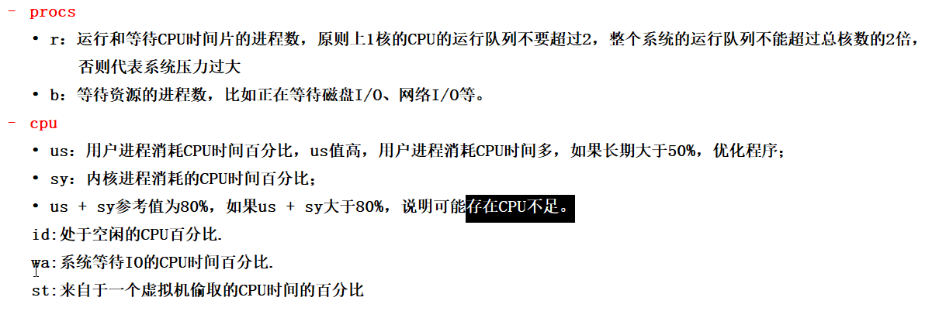 - procs
• r：运行和等待CPU时间片的进程数，原则上1核的CPU的运行队列不要超过2，整个系统的运行队列不能超过总核数的2倍，
否则代表系统压力过大
• b：等待资源的进程数，比如正在等待磁盘I/O、网络I/O等。
- cpu
• us：用户进程消耗CPU时间百分比，us值高，用户进程消耗CPU时间多，如果长期大于50%，优化程序；
• sy：内核进程消耗的CPU时间百分比；
• us + sy参考值为80%，如果us + sy大于80%，说明可能存在CPU不足。
id:处于空闲的CPU百分比.
wa:系统等待IO的CPU时间百分比.
st:来自于一个虚拟机偷取的CPU时间的百分比